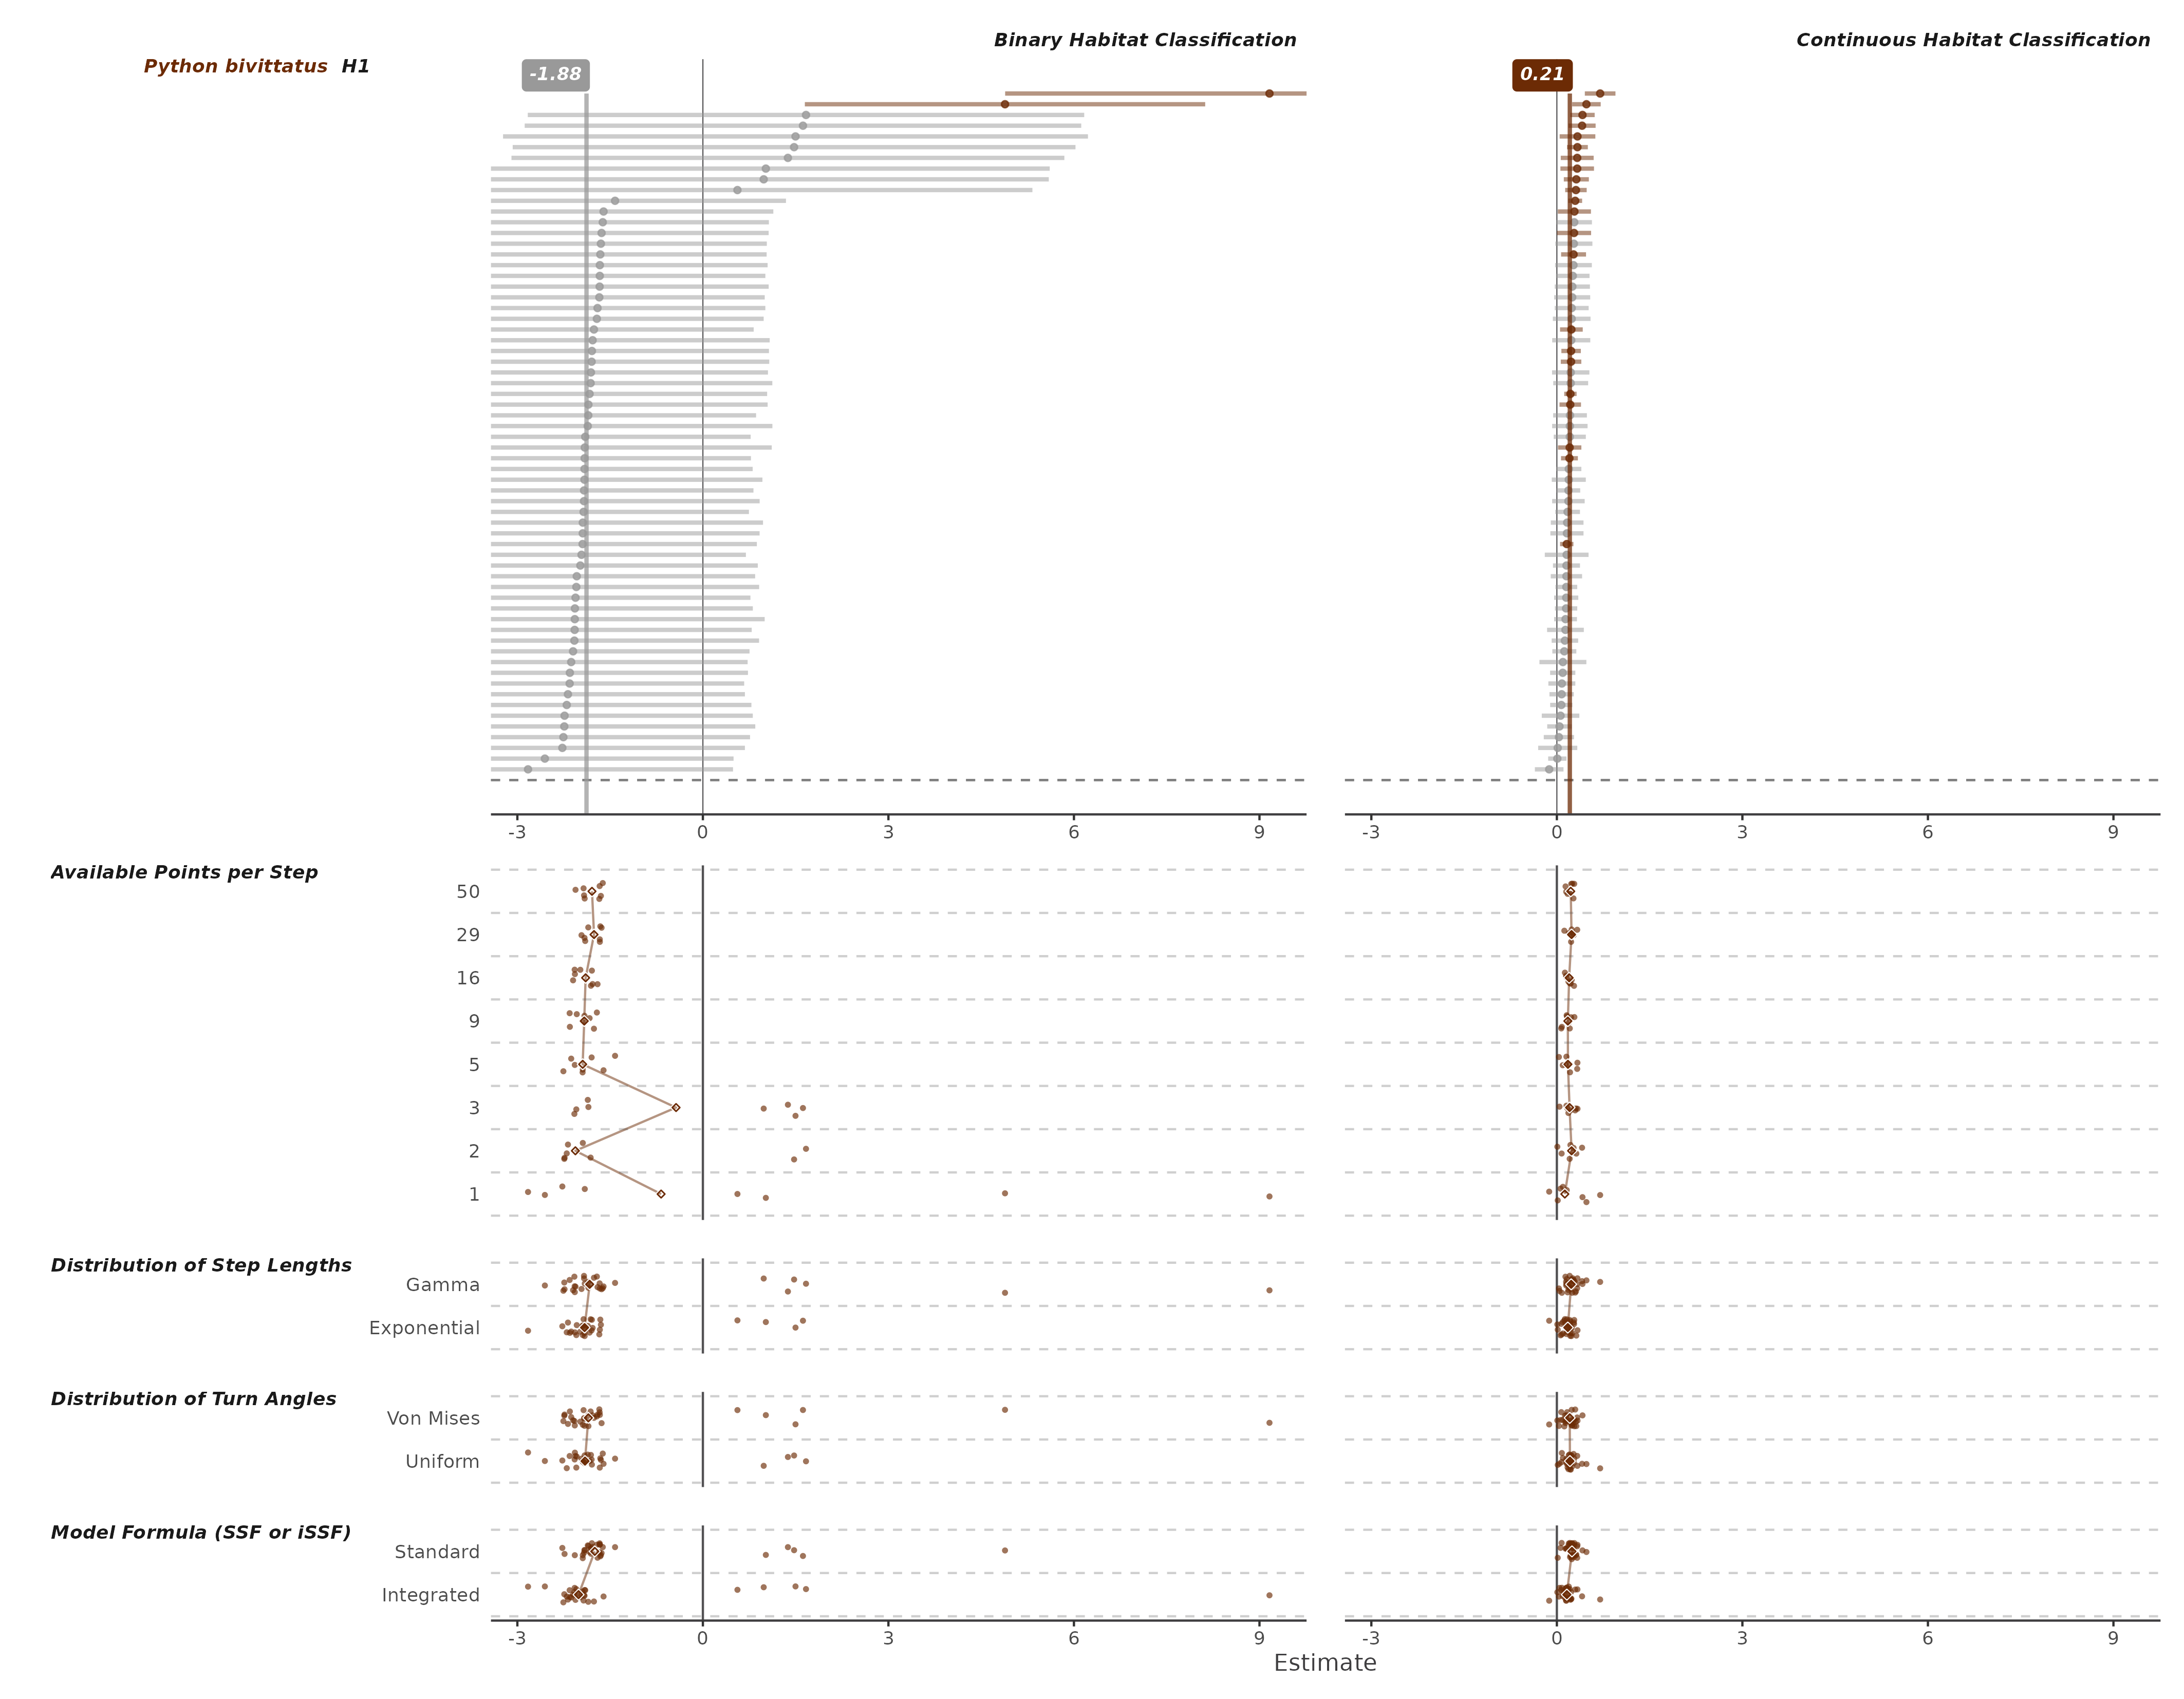 Binary Habitat Classification
Continuous Habitat Classification
Python bivittatus H1
-1.88
0.21
-3 0 3 6 9
-3 0 3 6 9
Available Points per Step
50
29
16
9
5
3
2
1
Distribution of Step Lengths
Gamma
Exponential
Distribution of Turn Angles
Von Mises
Uniform
Model Formula (SSF or iSSF)
Standard
Integrated
-3 0 3 6 9
-3 0 3 6 9
Estimate